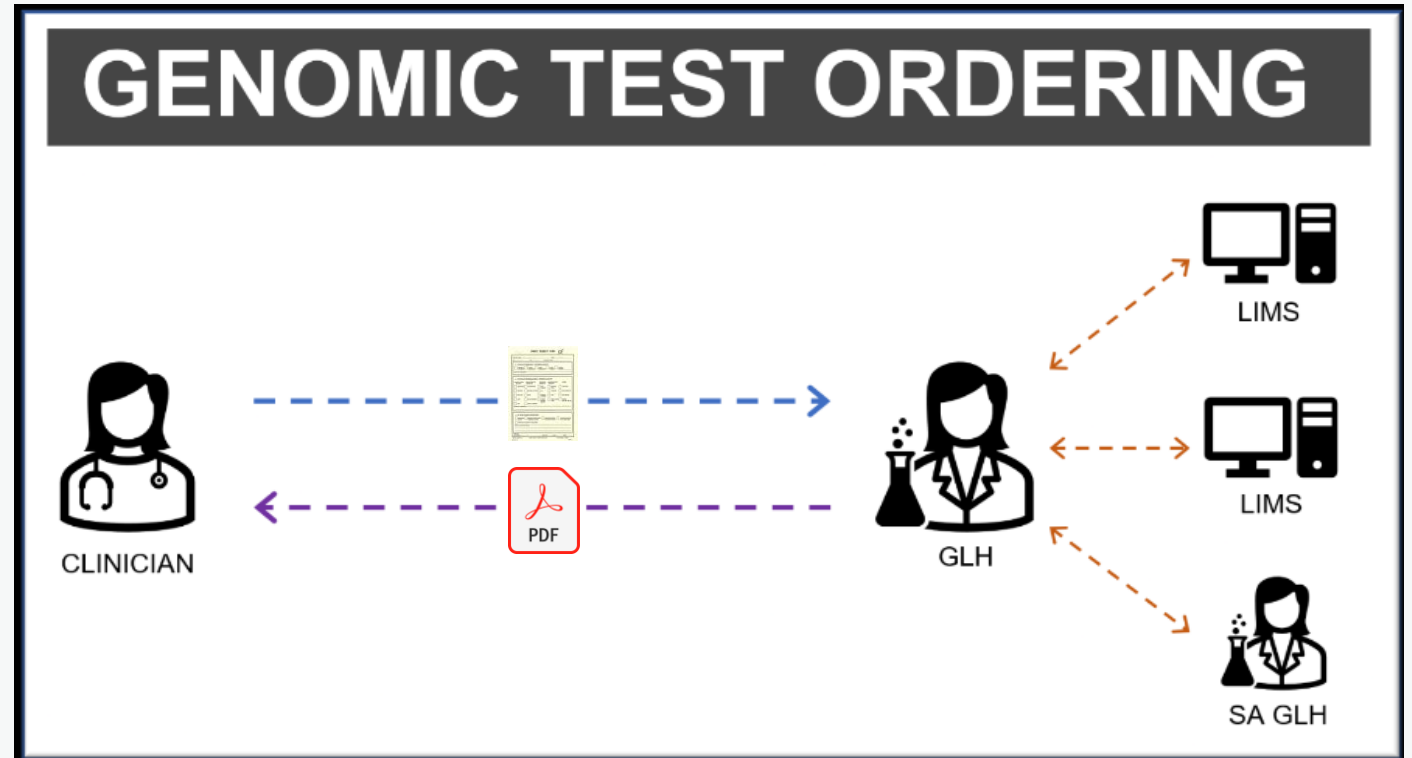 GENOMIC TEST ORDERING
LIMS
PDF
LIMS
CLINICIAN
GLH
SA GLH